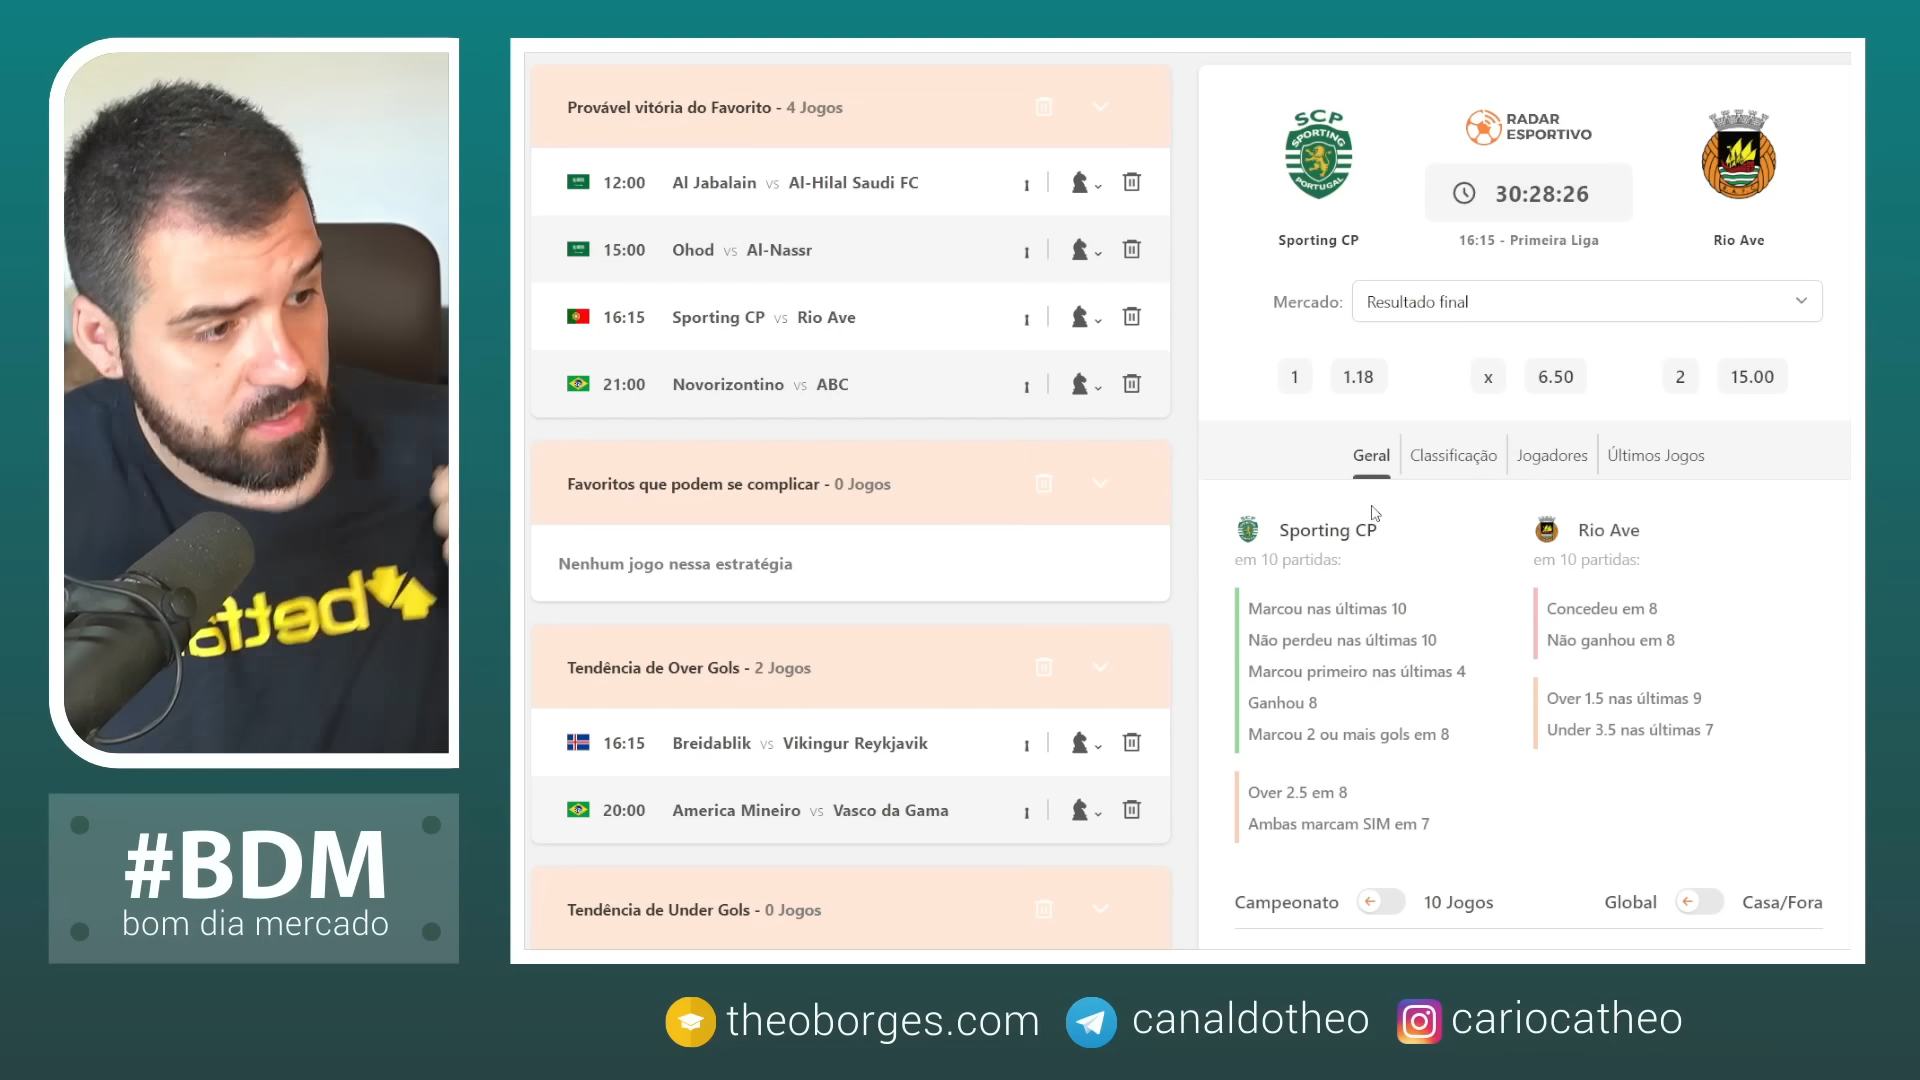 betta
#BDM
bom dia mercado
Provável vitória do Favorito - 4 Jogos
12:00 Al Jabalain vs Al-Hilal Saudi FC
15:00 Ohod vs Al-Nassr
16:15 Sporting CP vs Rio Ave
21:00 Novorizontino vs ABC
Favoritos que podem se complicar - 0 Jogos
Nenhum jogo nessa estratégia
Tendência de Over Gols - 2 Jogos
16:15 Breidablik vs Vikingur Reykjavik
20:00 America Mineiro vs Vasco da Gama
Tendência de Under Gols - 0 Jogos
SCP
SPORTING
PORTUGAL
RADAR
ESPORTIVO
30:28:26
Sporting CP
16:15 - Primeira Liga
Rio Ave
Mercado: Resultado final
1 1.18 x 6.50 2 15.00
Geral Classificação Jogadores Últimos Jogos
Sporting CP
em 10 partidas:
Marcou nas últimas 10
Não perdeu nas últimas 10
Marcou primeiro nas últimas 4
Ganhou 8
Marcou 2 ou mais gols em 8
Over 2.5 em 8
Ambas marcam SIM em 7
Rio Ave
em 10 partidas:
Concedeu em 8
Não ganhou em 8
Over 1.5 nas últimas 9
Under 3.5 nas últimas 7
Campeonato 10 Jogos Global Casa/Fora
theoborges.com canaldotheo cariocatheo